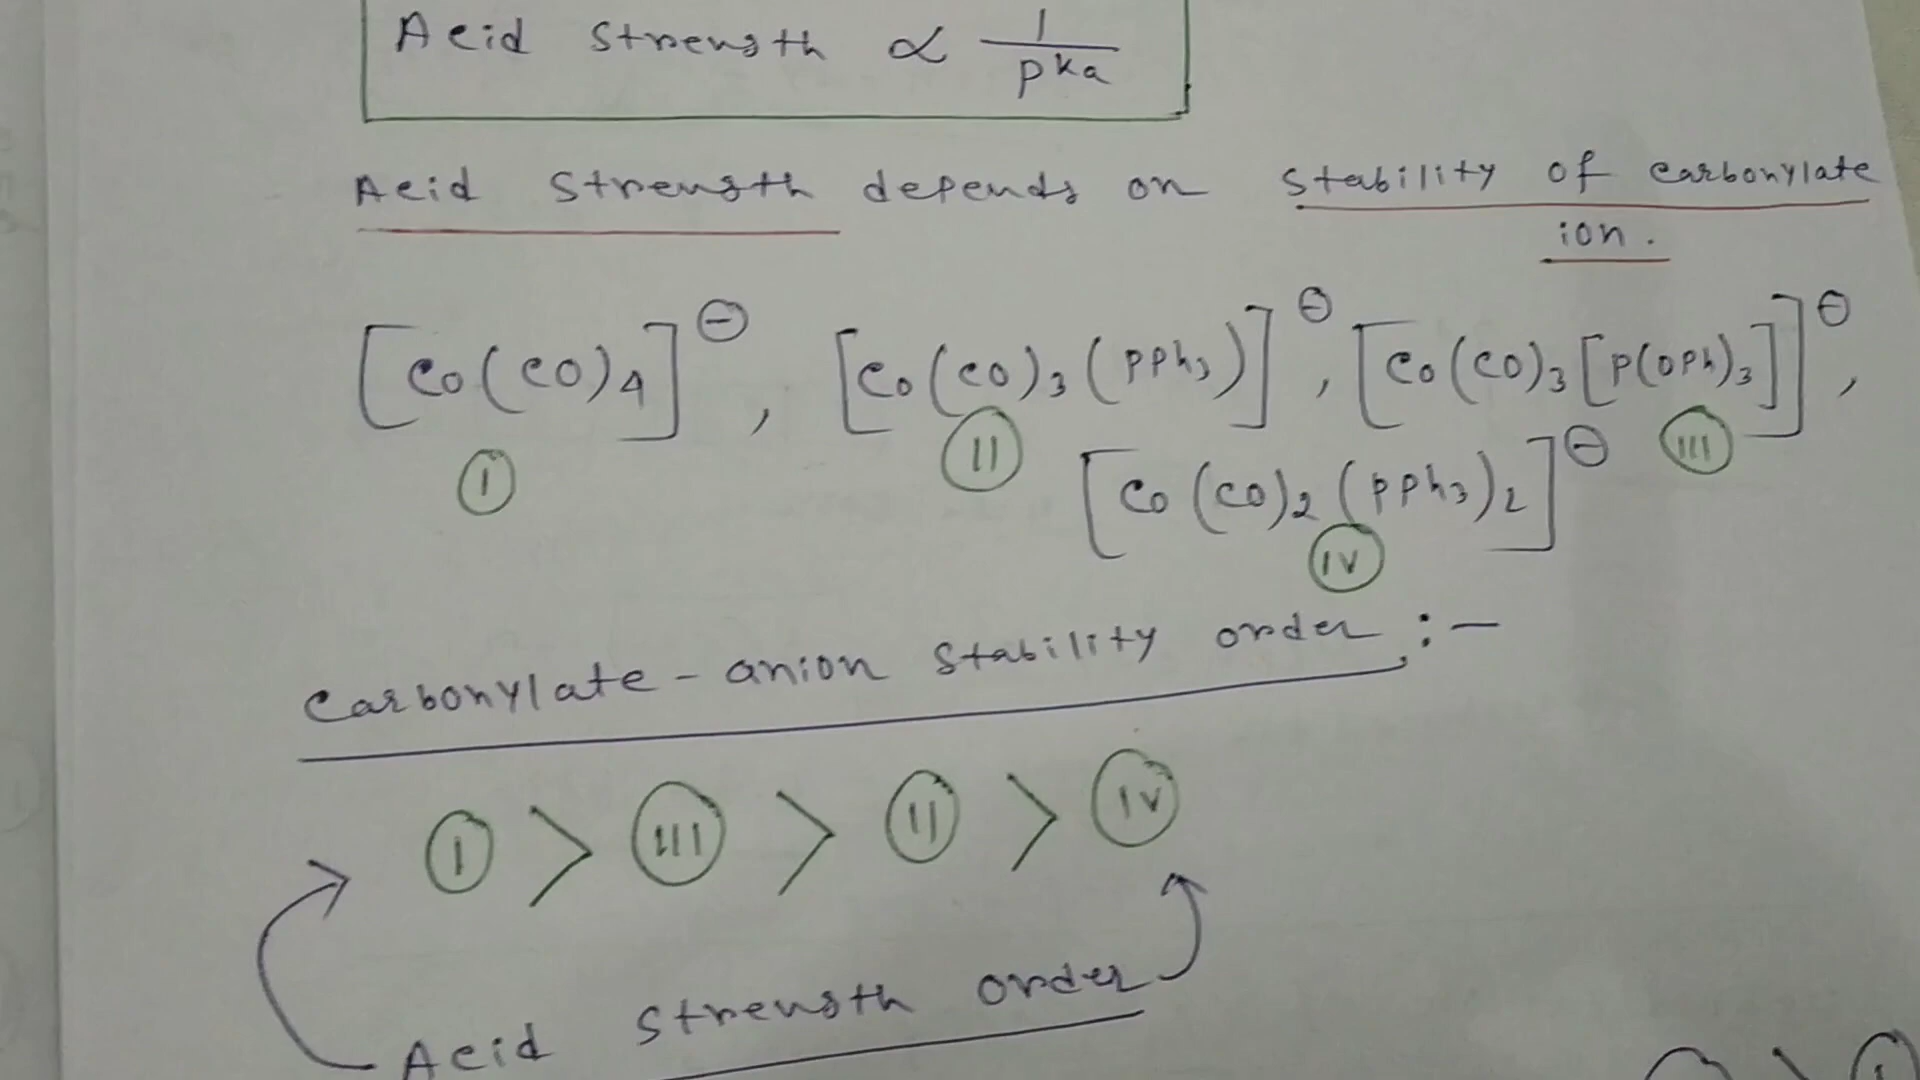 Acid strength ∝ 1/pka
Acid strength depends on stability of carbonylate
ion.
[Co(CO)4]⊖, [Co(CO)3(pph3)]⊖, [Co(CO)3[p(oph)3]]⊖,
I II III
[Co(CO)2(pph3)2]⊖
IV
Carbonylate-anion stability order :-
I > III > II > IV
Acid strength order